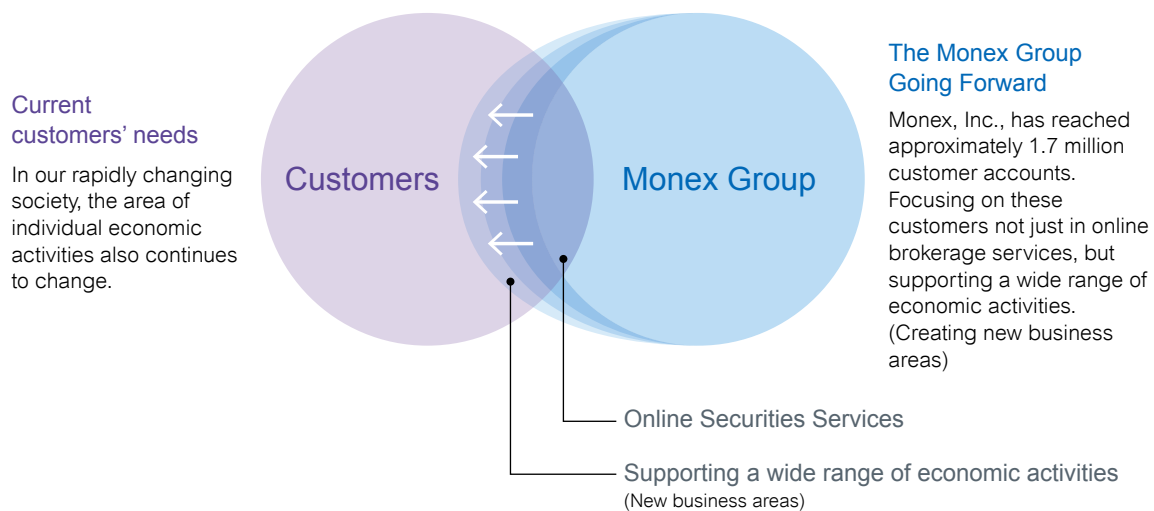 Current
customers’ needs
In our rapidly changing
society, the area of
individual economic
activities also continues
to change.
Customers
Monex Group
The Monex Group
Going Forward
Monex, Inc., has reached
approximately 1.7 million
customer accounts.
Focusing on these
customers not just in online
brokerage services, but
supporting a wide range of
economic activities.
(Creating new business
areas)
Online Securities Services
Supporting a wide range of economic activities
(New business areas)